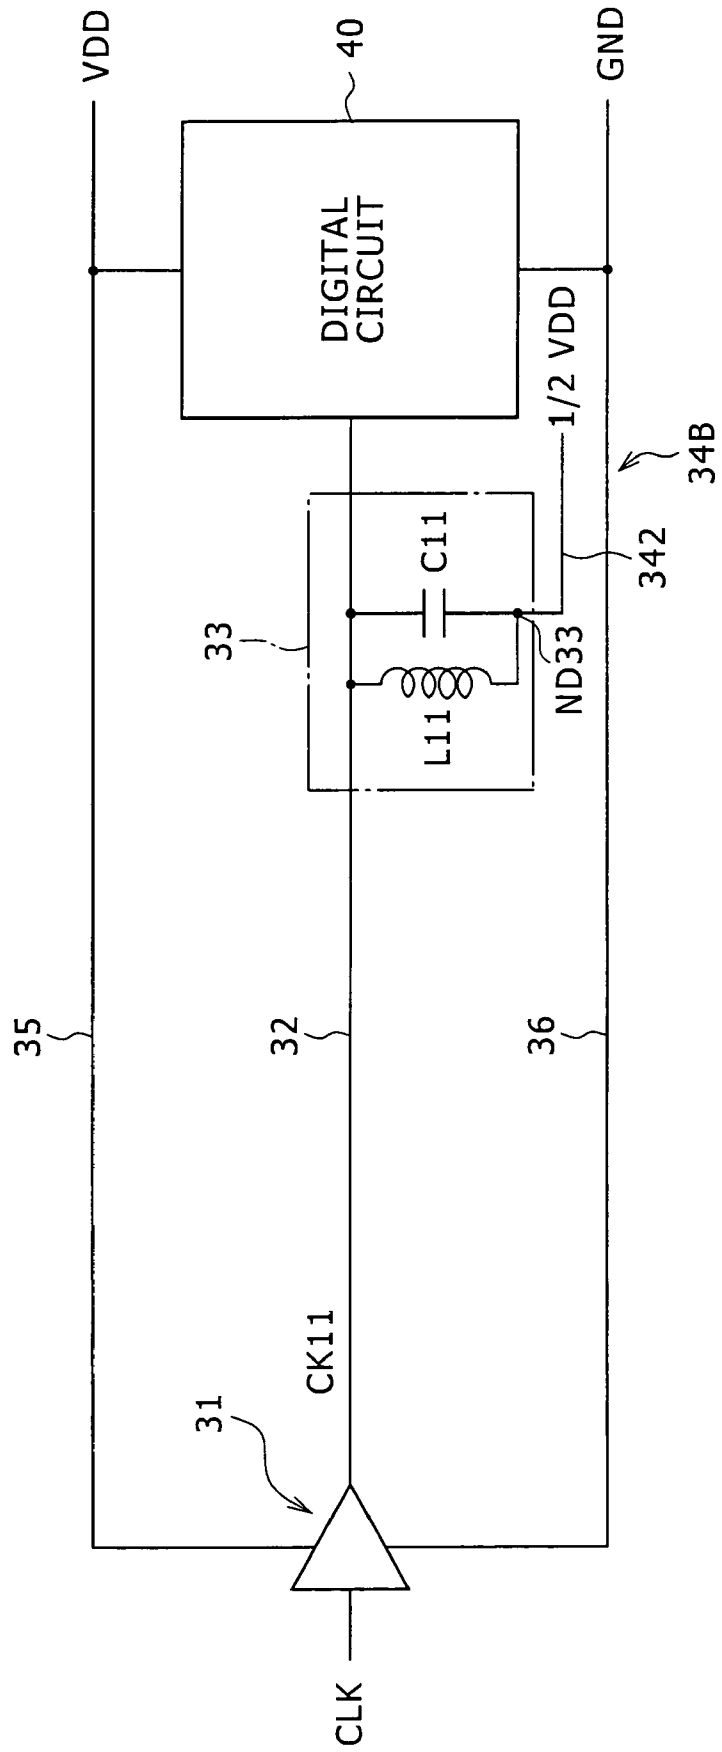 VDD
40
GND
DIGITAL
CIRCUIT
1/2 VDD
34B
342
C11
33
ND33
L11
35
32
36
CK11
31
CLK